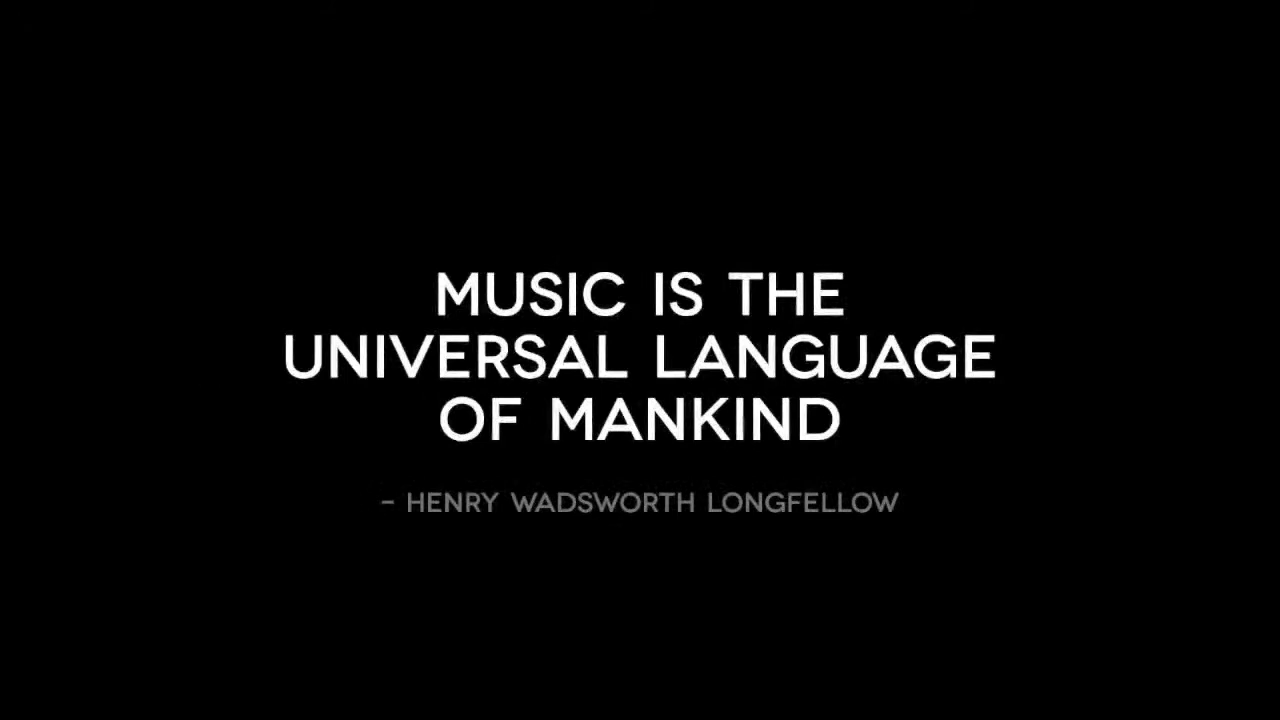 MUSIC IS THE
UNIVERSAL LANGUAGE
OF MANKIND
– HENRY WADSWORTH LONGFELLOW